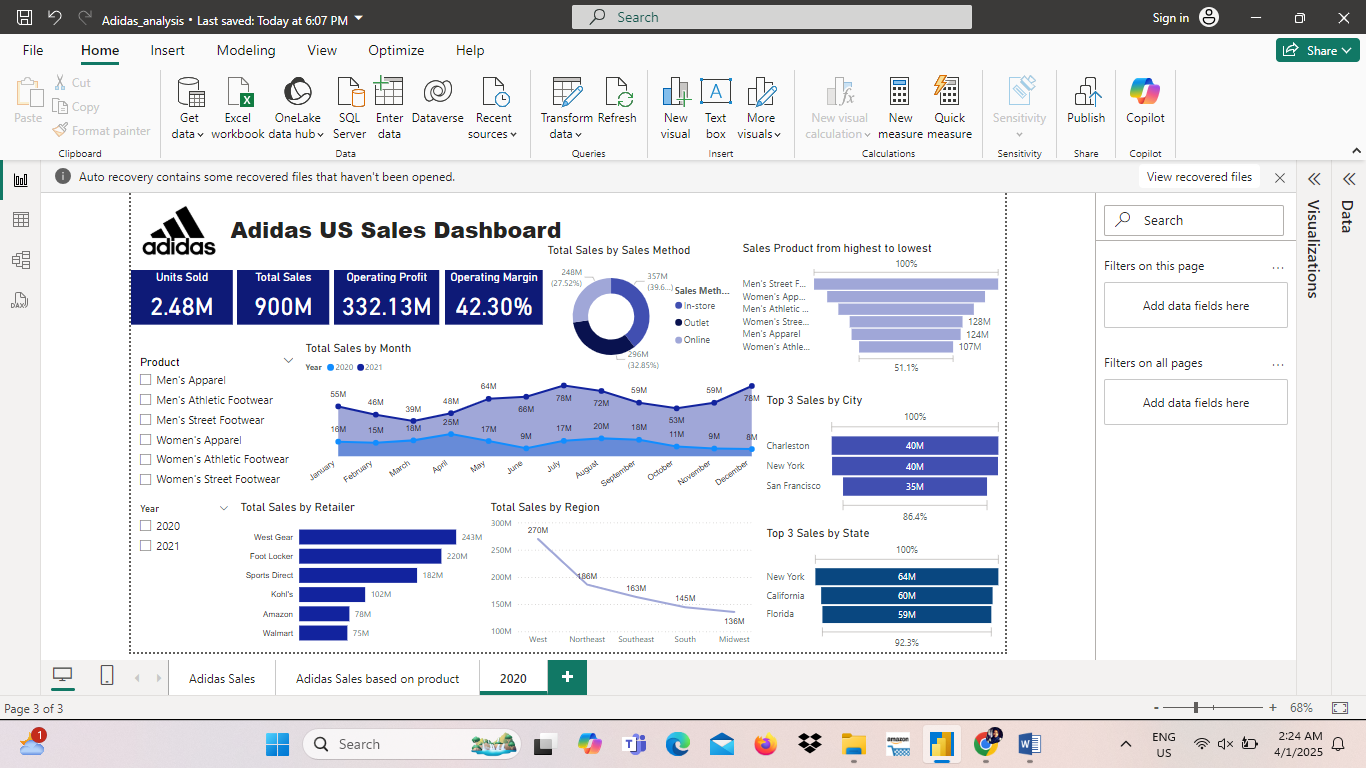 Adidas_analysis • Last saved: Today at 6:07 PM
Search
Sign in
File Home Insert Modeling View Optimize Help
Share
Paste
Cut
Copy
Format painter
Clipboard
Get data
Excel workbook
OneLake data hub
SQL Server
Enter data
Dataverse
Recent sources
Data
Transform data
Refresh
Queries
New visual
Text box
More visuals
Insert
New visual calculation
New measure
Quick measure
Calculations
Sensitivity
Sensitivity
Publish
Share
Copilot
Copilot
Auto recovery contains some recovered files that haven't been opened.
View recovered files
adidas
Adidas US Sales Dashboard
Units Sold
2.48M
Total Sales
900M
Operating Profit
332.13M
Operating Margin
42.30%
Total Sales by Sales Method
248M
(27.52%)
357M
(39.6...)
296M
(32.85%)
Sales Meth...
In-store
Outlet
Online
Sales Product from highest to lowest
100%
Men's Street F...
Women's App...
Men's Athletic ...
Women's Stree... 128M
Men's Apparel 124M
Women's Athle... 107M
51.1%
Product
Men's Apparel
Men's Athletic Footwear
Men's Street Footwear
Women's Apparel
Women's Athletic Footwear
Women's Street Footwear
Total Sales by Month
Year 2020 2021
55M 46M 39M 48M 64M 66M 78M 72M 59M 53M 59M 78M
16M 15M 18M 25M 17M 9M 17M 20M 18M 11M 9M 8M
January February March April May June July August September October November December
Top 3 Sales by City
100%
Charleston 40M
New York 40M
San Francisco 35M
86.4%
Year
2020
2021
Total Sales by Retailer
West Gear 243M
Foot Locker 220M
Sports Direct 182M
Kohl's 102M
Amazon 78M
Walmart 75M
Total Sales by Region
300M
250M
200M
150M
100M
270M 186M 163M 145M 136M
West Northeast Southeast South Midwest
Top 3 Sales by State
100%
New York 64M
California 60M
Florida 59M
92.3%
Search
Filters on this page ...
Add data fields here
Filters on all pages ...
Add data fields here
Visualizations
Data
DAX
Adidas Sales
Adidas Sales based on product
2020
+
Page 3 of 3
- + 68%
1
Search
amazon
ENG
US
2:24 AM
4/1/2025